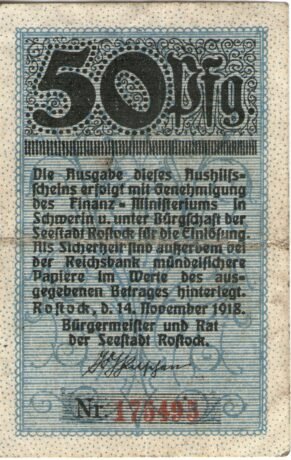 50 Pfg.
Die Ausgabe dieses Aushilfs-
scheins erfolgt mit Genehmigung
des Finanz-Ministeriums in
Schwerin u. unter Bürgschaft der
Seestadt Rostock für die Einlösung.
Als Sicherheit sind außerdem bei
der Reichsbank mündelsichere
Papiere im Werte des aus-
gegebenen Betrages hinterlegt.
Rostock, d. 14. November 1918.
Bürgermeister und Rat
der Seestadt Rostock.
Nr. 175493